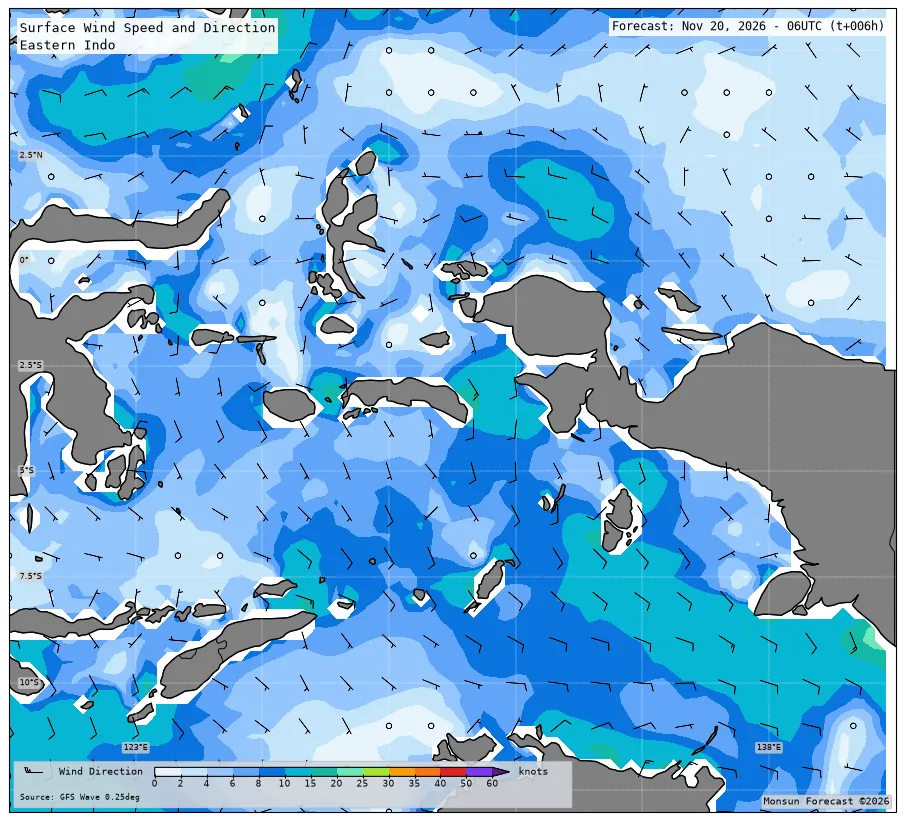 Surface Wind Speed and Direction
Eastern Indo
Forecast: Nov 20, 2026 - 06UTC (t+006h)
2.5°N
0°
2.5°S
5°S
7.5°S
10°S
123°E
138°E
Wind Direction
0 2 4 6 8 10 15 20 25 30 35 40 50 60
knots
Source: GFS Wave 0.25deg
Monsun Forecast ©2026